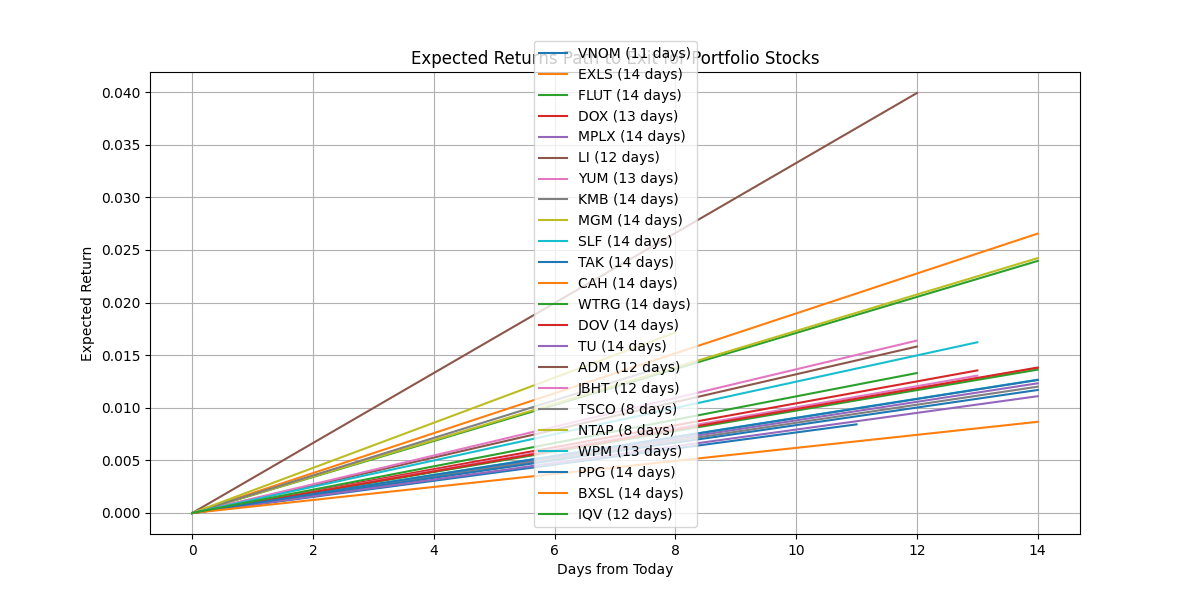 Expected Returns Path to Exit for Portfolio Stocks
VNOM (11 days)
EXLS (14 days)
FLUT (14 days)
DOX (13 days)
MPLX (14 days)
LI (12 days)
YUM (13 days)
KMB (14 days)
MGM (14 days)
SLF (14 days)
TAK (14 days)
CAH (14 days)
WTRG (14 days)
DOV (14 days)
TU (14 days)
ADM (12 days)
JBHT (12 days)
TSCO (8 days)
NTAP (8 days)
WPM (13 days)
PPG (14 days)
BXSL (14 days)
IQV (12 days)
Expected Return
0.040
0.035
0.030
0.025
0.020
0.015
0.010
0.005
0.000
0 2 4 6 8 10 12 14
Days from Today